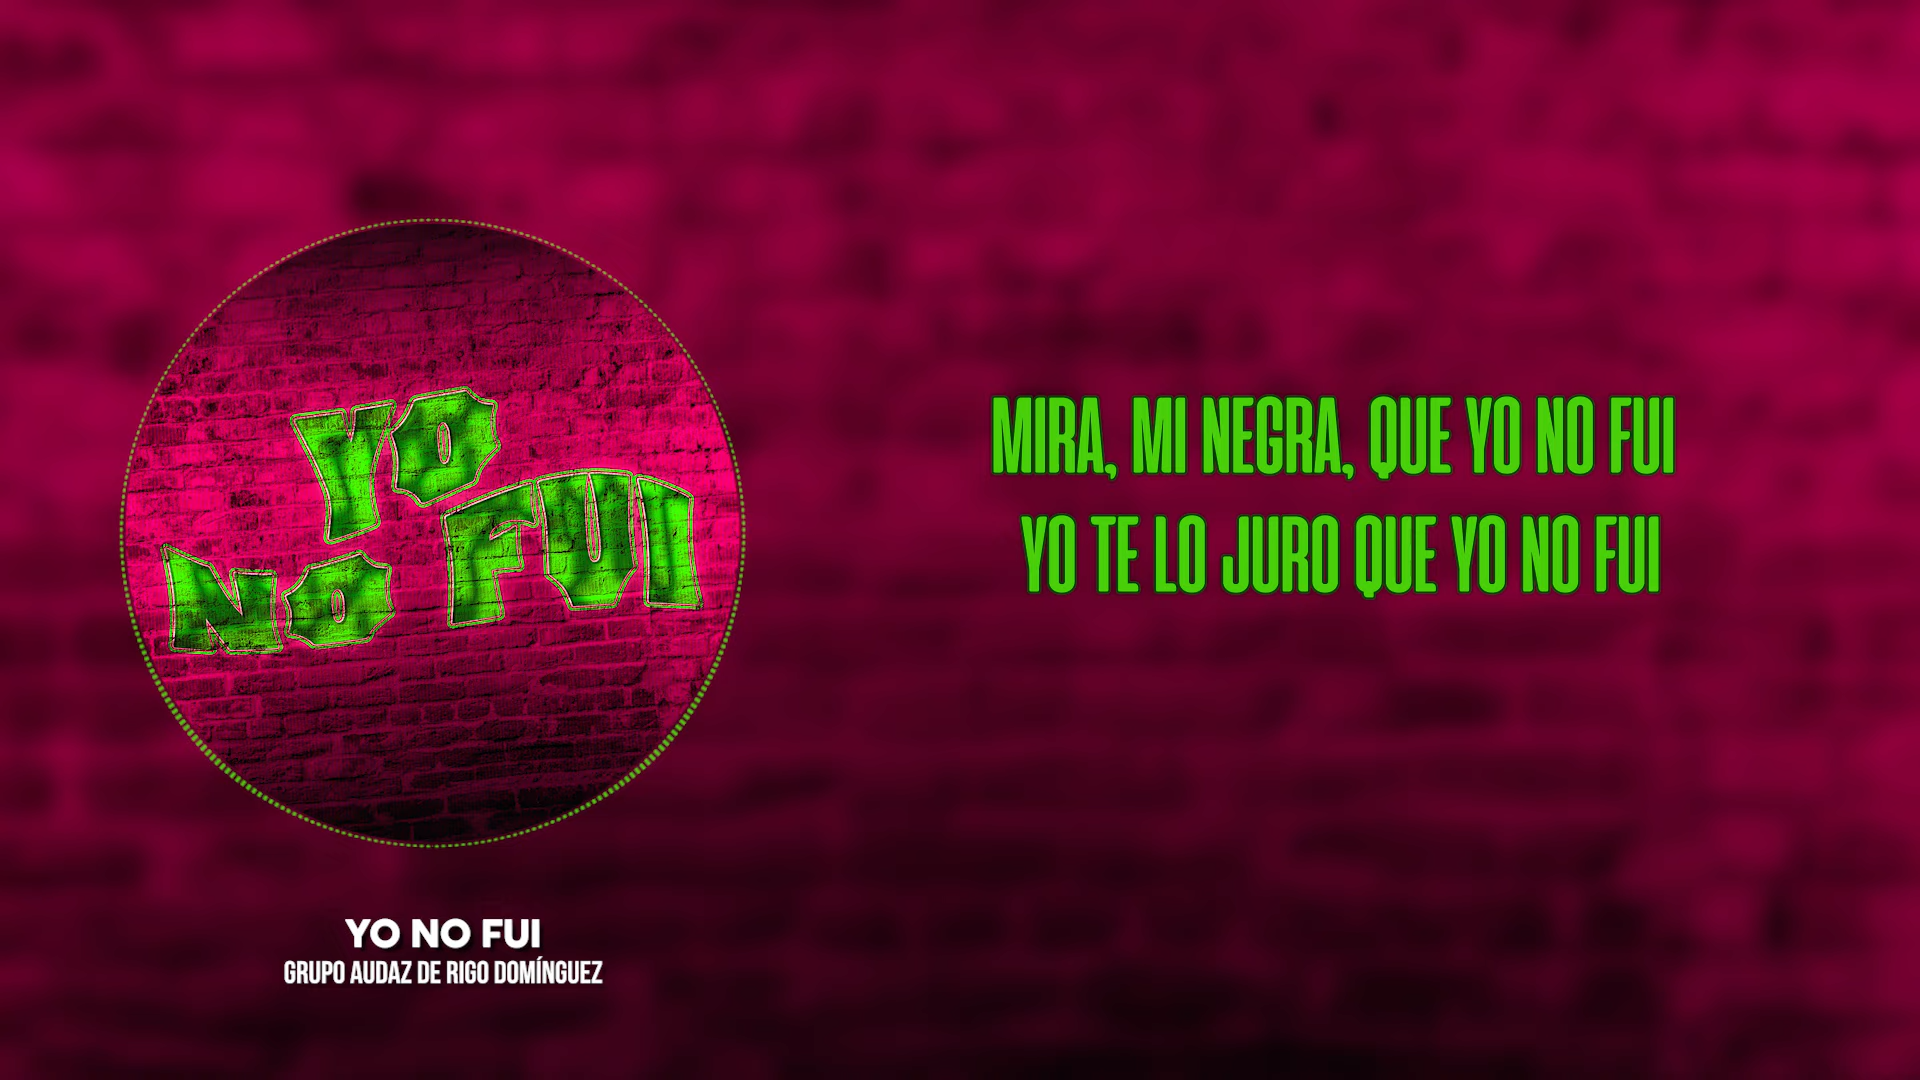 YO
NO FUI
YO NO FUI
GRUPO AUDAZ DE RIGO DOMÍNGUEZ
MIRA, MI NEGRA, QUE YO NO FUI
YO TE LO JURO QUE YO NO FUI